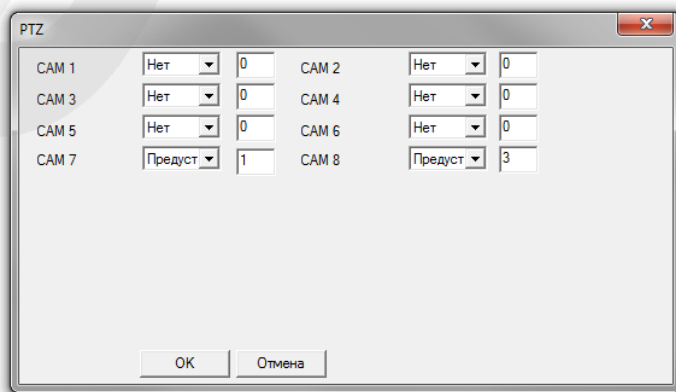 PTZ
CAM 1 Нет 0 CAM 2 Нет 0
CAM 3 Нет 0 CAM 4 Нет 0
CAM 5 Нет 0 CAM 6 Нет 0
CAM 7 Предуст 1 CAM 8 Предуст 3
OK Отмена